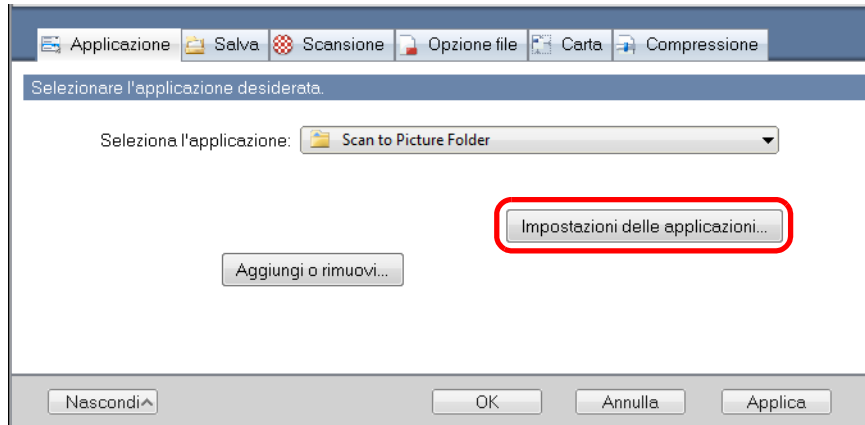 Applicazione Salva Scansione Opzione file Carta Compressione
Selezionare l'applicazione desiderata.
Seleziona l'applicazione: Scan to Picture Folder
Impostazioni delle applicazioni...
Aggiungi o rimuovi...
Nascondi OK Annulla Applica